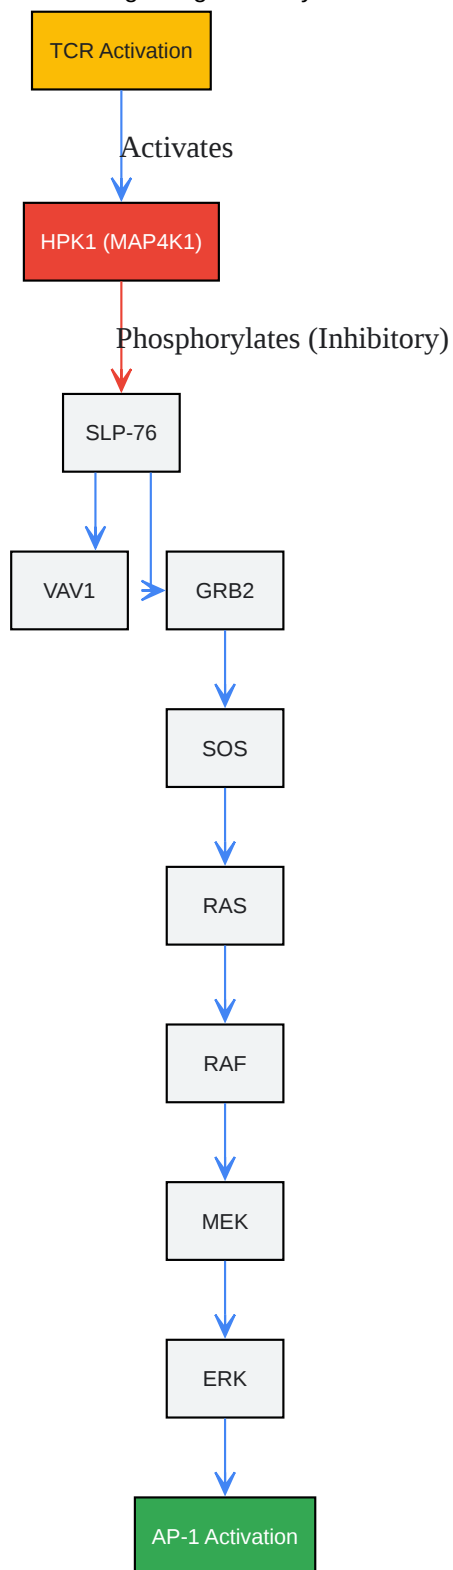 TCR Activation
Activates
HPK1 (MAP4K1)
Phosphorylates (Inhibitory)
SLP-76
VAV1
GRB2
SOS
RAS
RAF
MEK
ERK
AP-1 Activation